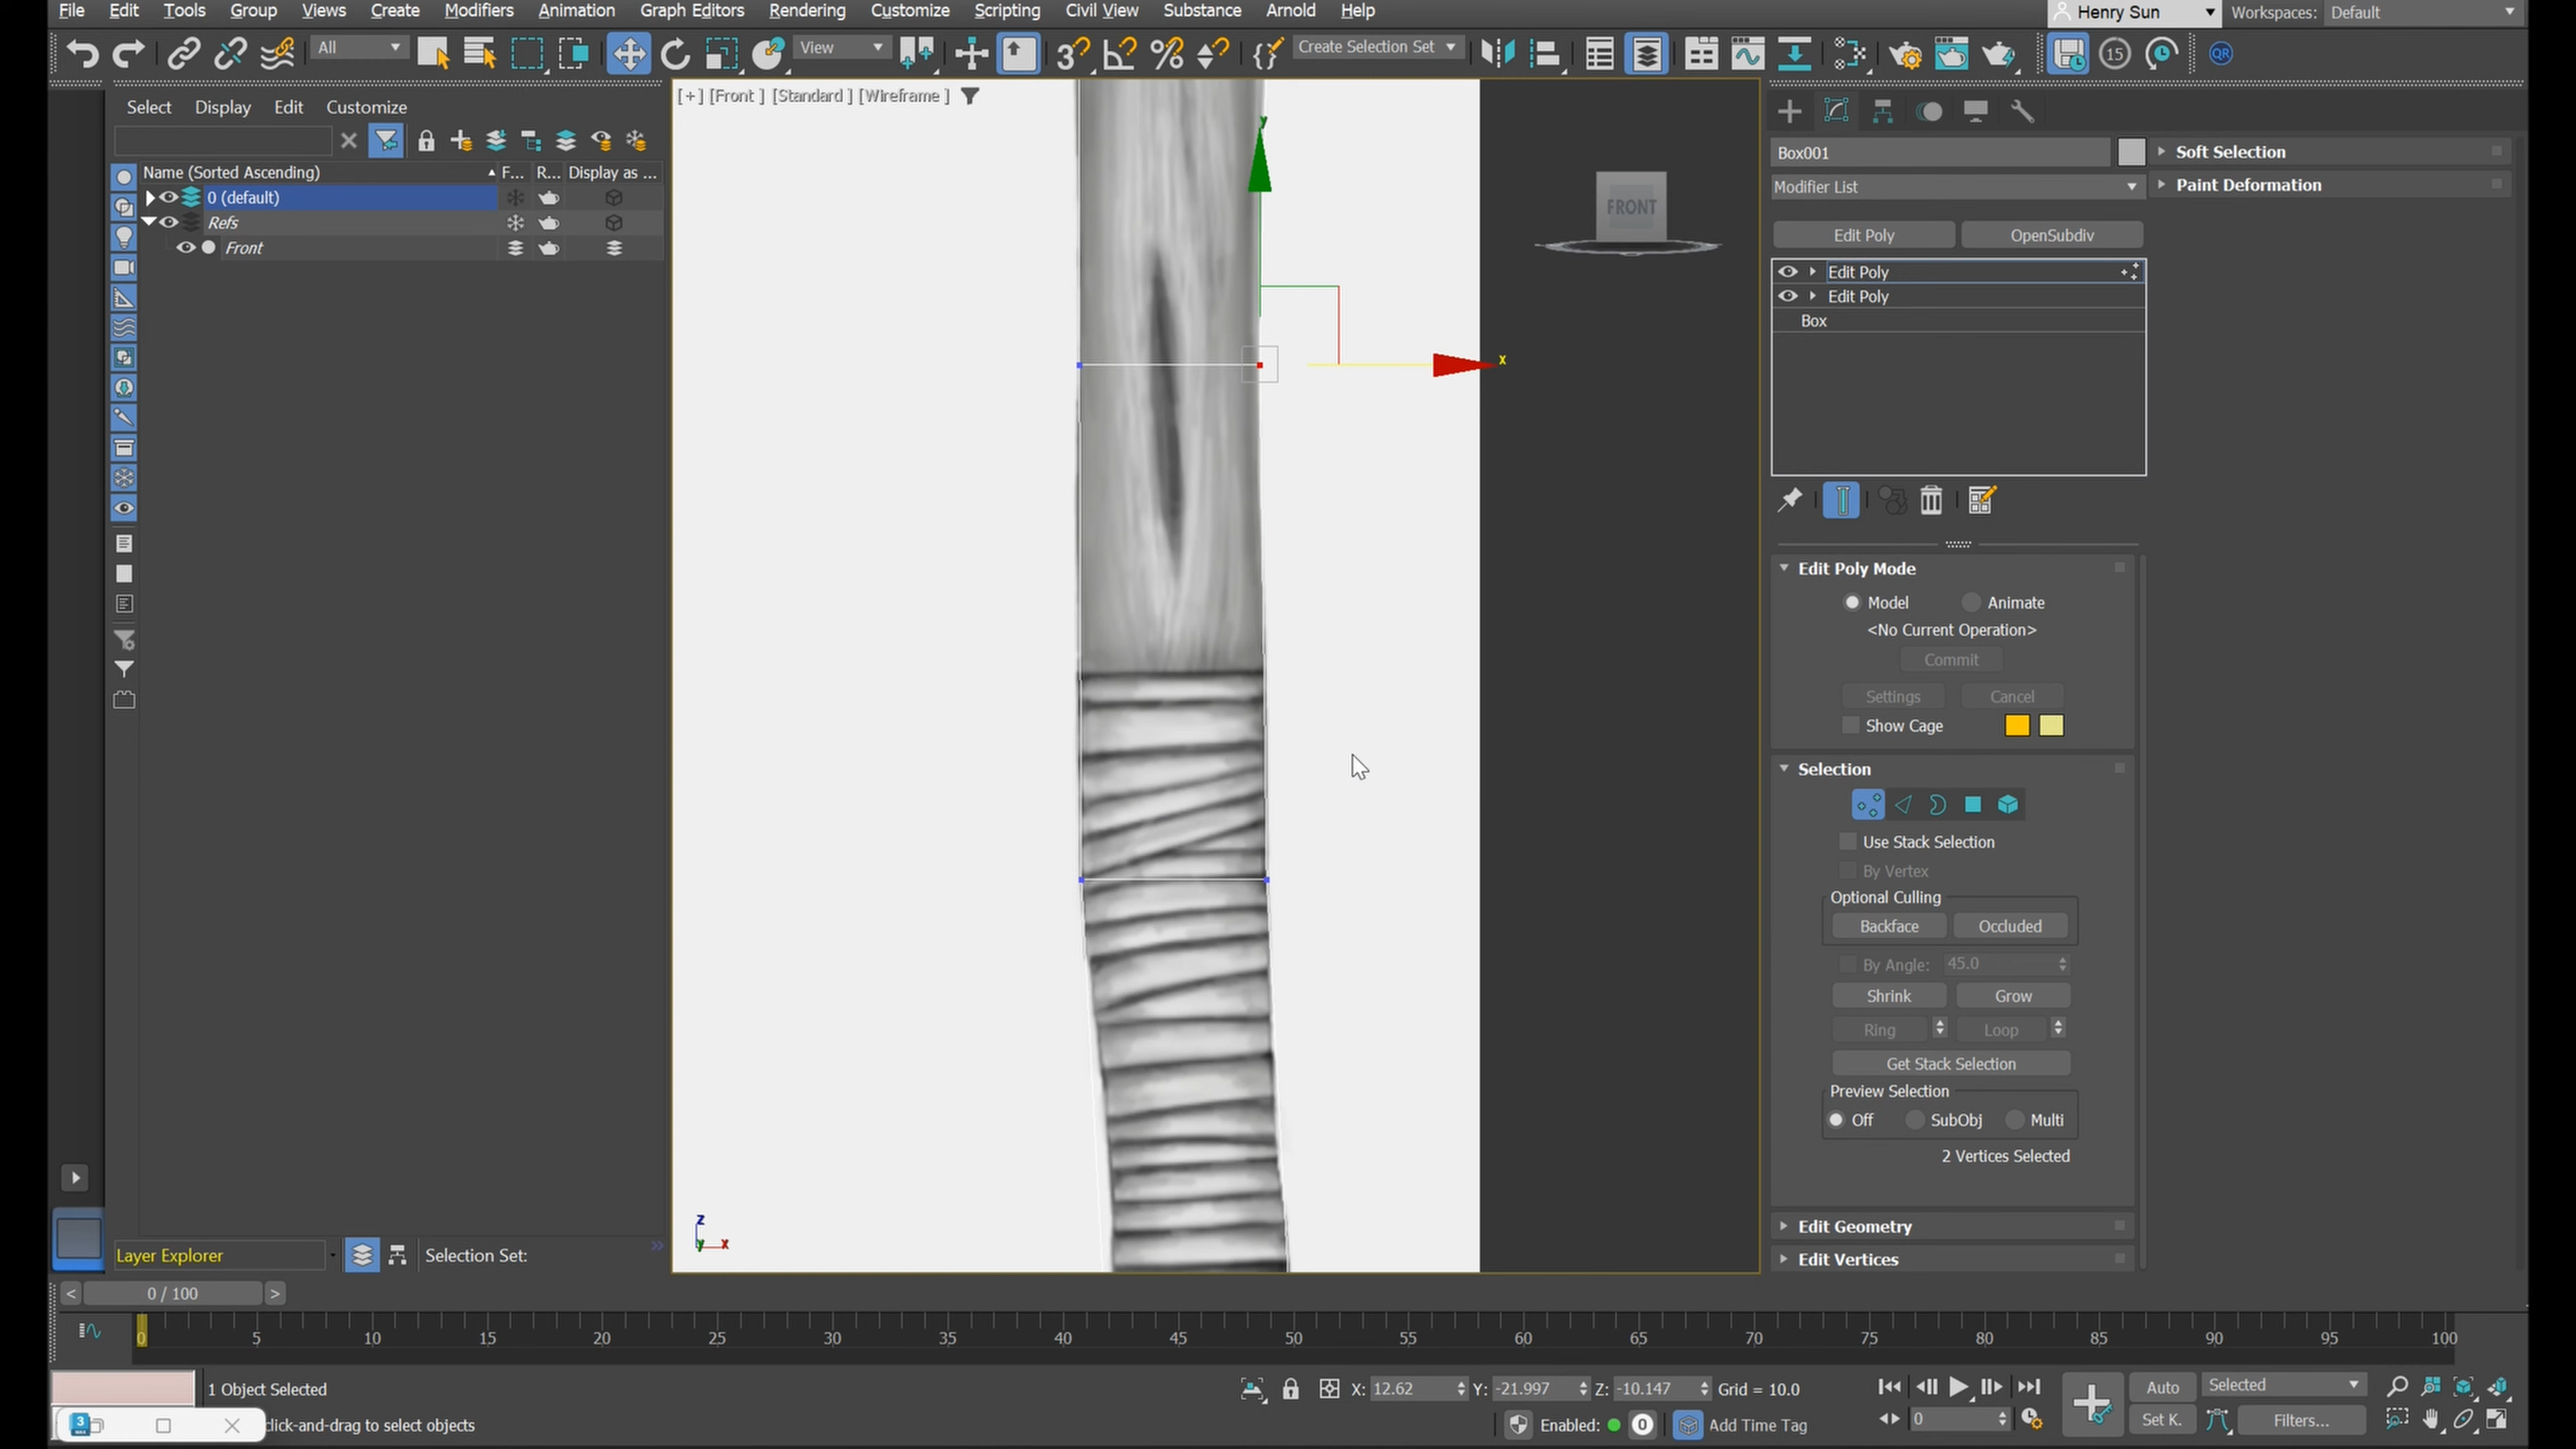 File Edit Tools Group Views Create Modifiers Animation Graph Editors Rendering Customize Scripting Civil View Substance Arnold Help Henry Sun Workspaces: Default
All View Create Selection Set 15 QR
Select Display Edit Customize
Name (Sorted Ascending) F... R... Display as ...
0 (default)
Refs
Front
Layer Explorer Selection Set:
[+] [Front ] [Standard ] [Wireframe ]
y
x
FRONT
z
y x
Box001
Modifier List
Edit Poly OpenSubdiv
Edit Poly
Edit Poly
Box
Edit Poly Mode
Model Animate
<No Current Operation>
Commit
Settings Cancel
Show Cage
Selection
Use Stack Selection
By Vertex
Optional Culling
Backface Occluded
By Angle: 45.0
Shrink Grow
Ring Loop
Get Stack Selection
Preview Selection
Off SubObj Multi
2 Vertices Selected
Edit Geometry
Edit Vertices
Soft Selection
Paint Deformation
< 0 / 100 >
0 5 10 15 20 25 30 35 40 45 50 55 60 65 70 75 80 85 90 95 100
1 Object Selected X: 12.62 Y: -21.997 Z: -10.147 Grid = 10.0 Auto Selected
click-and-drag to select objects Enabled: 0 Add Time Tag 0 Set K. Filters...